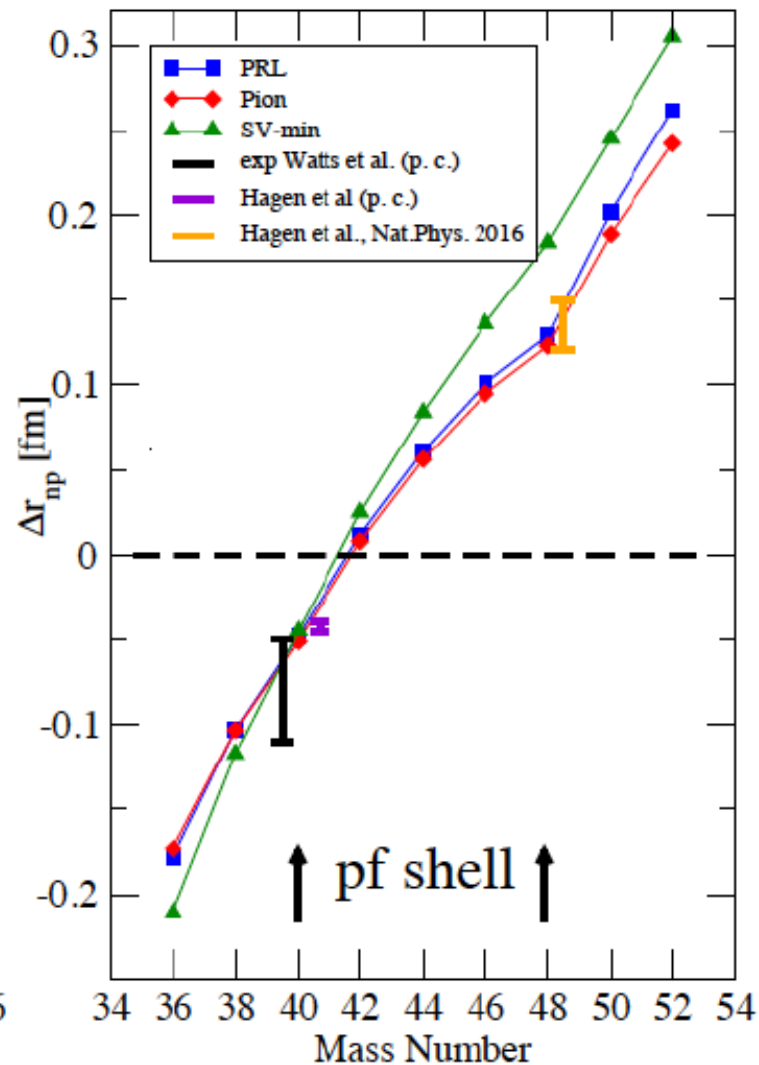 0.3
PRL
Pion
SV-min
exp Watts et al. (p. c.)
Hagen et al (p. c.)
Hagen et al., Nat.Phys. 2016
0.2
0.1
Δr_np [fm]
0
-0.1
-0.2
pf shell
6 34 36 38 40 42 44 46 48 50 52 54
Mass Number